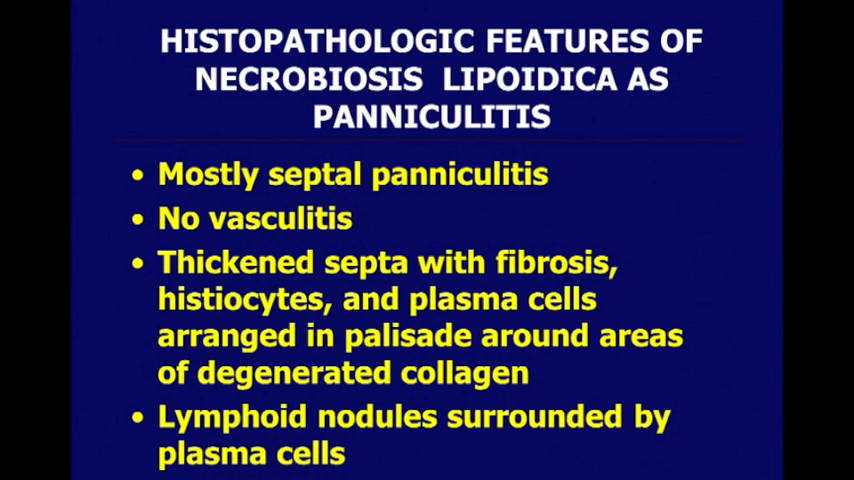 HISTOPATHOLOGIC FEATURES OF
NECROBIOSIS LIPOIDICA AS
PANNICULITIS
• Mostly septal panniculitis
• No vasculitis
• Thickened septa with fibrosis,
histiocytes, and plasma cells
arranged in palisade around areas
of degenerated collagen
• Lymphoid nodules surrounded by
plasma cells